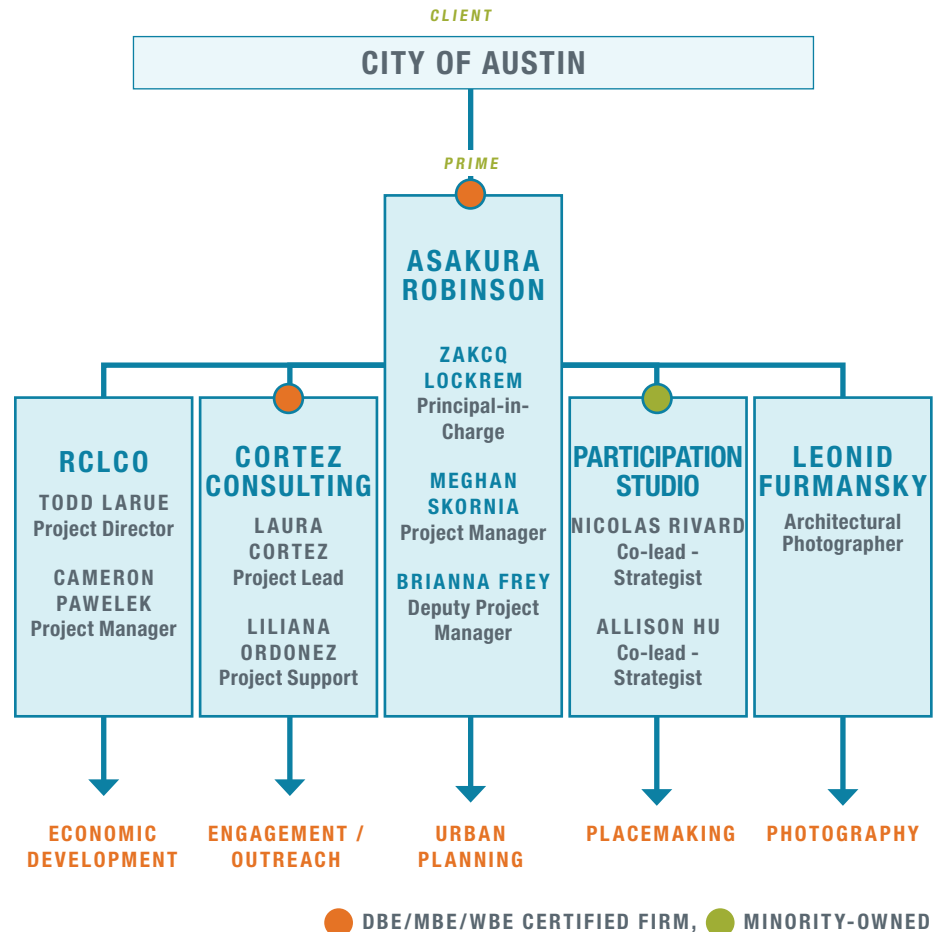 CLIENT
CITY OF AUSTIN
PRIME
ASAKURA
ROBINSON
ZAKCQ
LOCKREM
Principal-in-
Charge
MEGHAN
SKORNIA
Project Manager
BRIANNA FREY
Deputy Project
Manager
RCLCO
TODD LARUE
Project Director
CAMERON
PAWELEK
Project Manager
CORTEZ
CONSULTING
LAURA
CORTEZ
Project Lead
LILIANA
ORDONEZ
Project Support
PARTICIPATION
STUDIO
NICOLAS RIVARD
Co-lead -
Strategist
ALLISON HU
Co-lead -
Strategist
LEONID
FURMANSKY
Architectural
Photographer
ECONOMIC
DEVELOPMENT
ENGAGEMENT /
OUTREACH
URBAN
PLANNING
PLACEMAKING
PHOTOGRAPHY
DBE/MBE/WBE CERTIFIED FIRM, MINORITY-OWNED